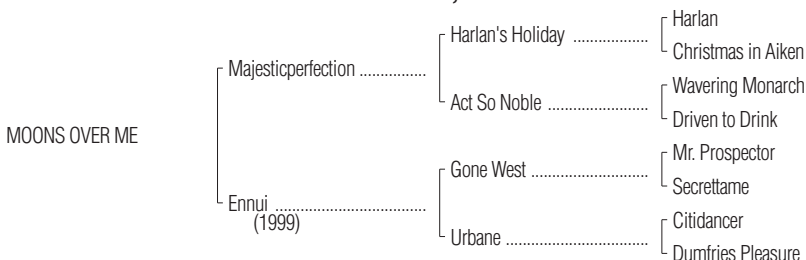 Harlan
Harlan's Holiday ...................
Christmas in Aiken
Majesticperfection ................
Wavering Monarch
Act So Noble .........................
Driven to Drink
MOONS OVER ME
Mr. Prospector
Gone West .............................
Secrettame
Ennui ....................................
(1999)
Citidancer
Urbane ...................................
Dumfries Pleasure